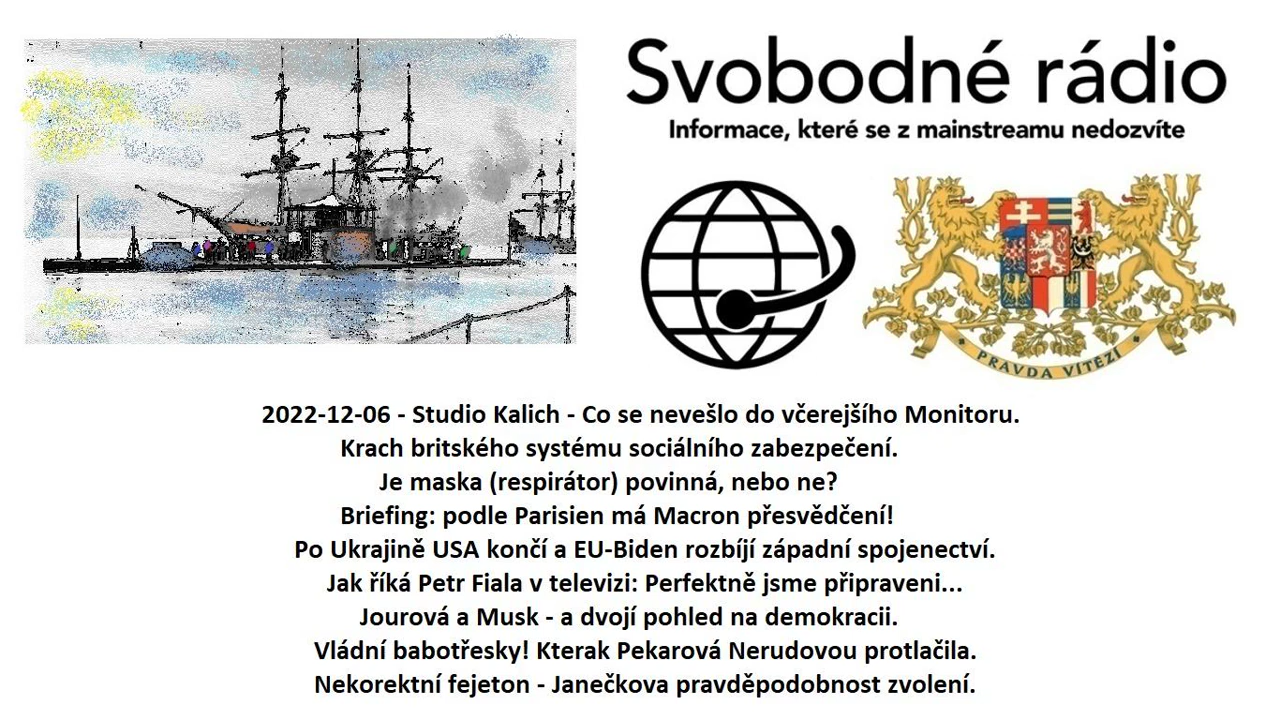 Svobodné rádio
Informace, které se z mainstreamu nedozvíte
PRAVDA VÍTĚZÍ
2022-12-06 - Studio Kalich - Co se nevešlo do včerejšího Monitoru.
Krach britského systému sociálního zabezpečení.
Je maska (respirátor) povinná, nebo ne?
Briefing: podle Parisien má Macron přesvědčení!
Po Ukrajině USA končí a EU-Biden rozbíjí západní spojenectví.
Jak říká Petr Fiala v televizi: Perfektně jsme připraveni...
Jourová a Musk - a dvojí pohled na demokracii.
Vládní babotřesky! Kterak Pekarová Nerudovou protlačila.
Nekorektní fejeton - Janečkova pravděpodobnost zvolení.